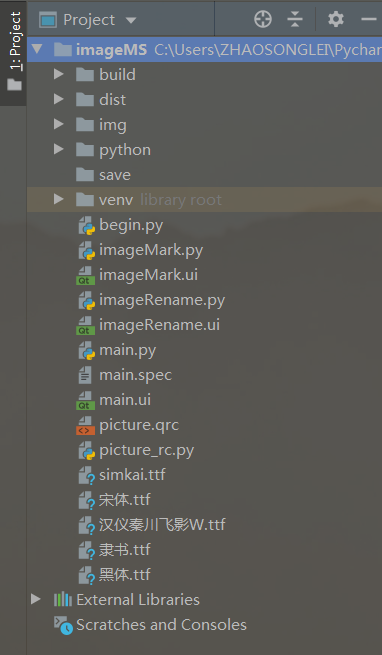 1: Project
Project
imageMS C:\Users\ZHAOSONGLEI\Pychar
build
dist
img
python
save
venv library root
begin.py
imageMark.py
imageMark.ui
imageRename.py
imageRename.ui
main.py
main.spec
main.ui
picture.qrc
picture_rc.py
simkai.ttf
宋体.ttf
汉仪秦川飞影W.ttf
隶书.ttf
黑体.ttf
External Libraries
Scratches and Consoles